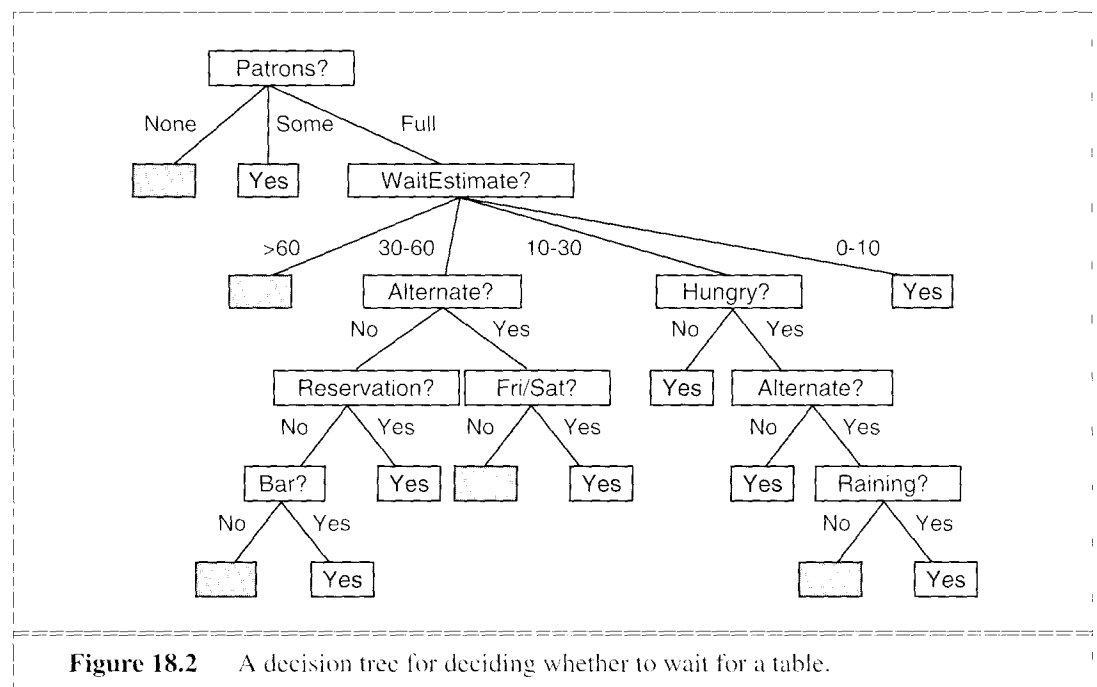 Patrons?
None Some Full
Yes WaitEstimate?
>60 30-60 10-30 0-10
Alternate? Hungry? Yes
No Yes No Yes
Reservation? Fri/Sat? Yes Alternate?
No Yes No Yes No Yes
Bar? Yes Yes Yes Raining?
No Yes No Yes
Yes Yes
Figure 18.2 A decision tree for deciding whether to wait for a table.